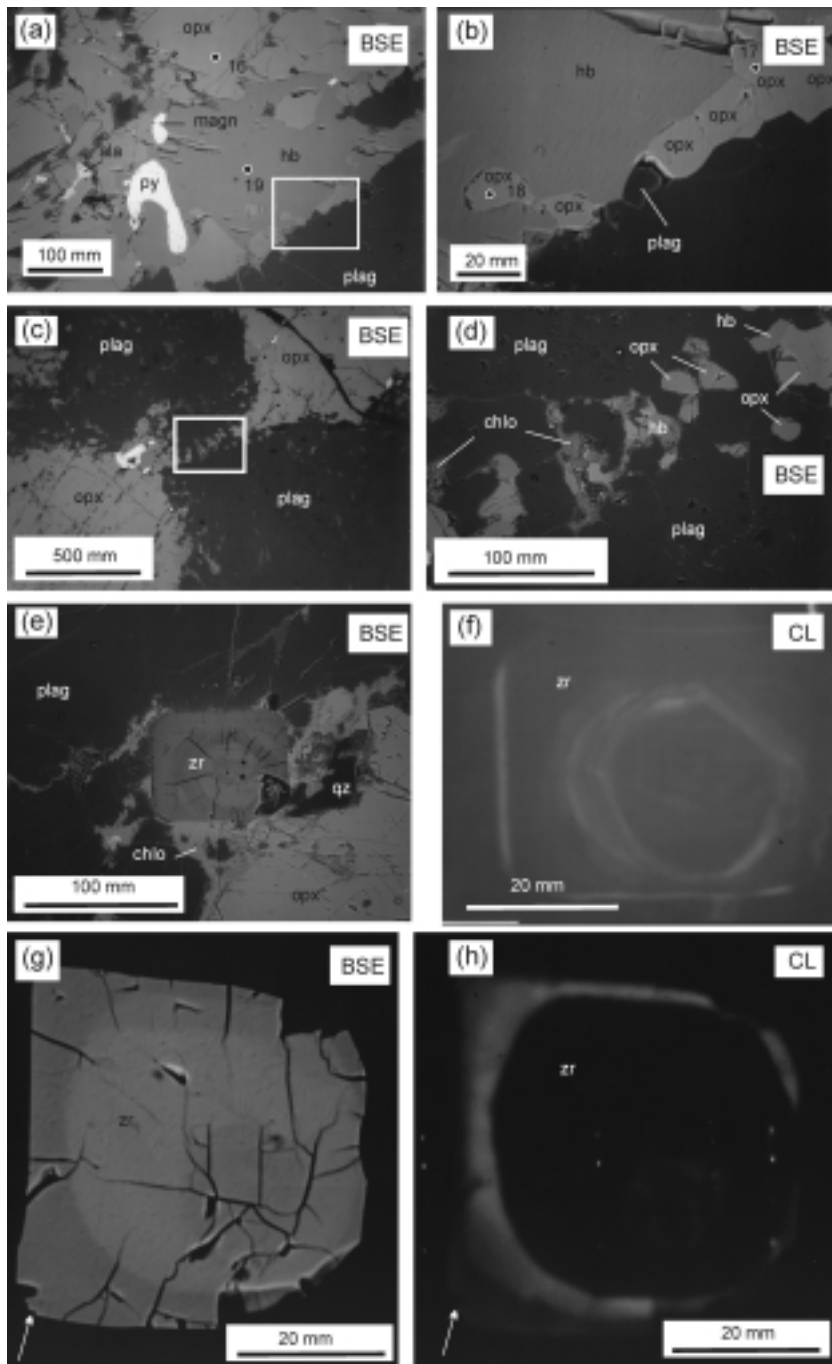 (a)
opx
BSE
16
magn
ala
hb
py
19
100 mm
plag
(b)
BSE
hb
17
opx
opx
opx
opx
opx
18
opx
plag
20 mm
(c)
BSE
plag
opx
opx
plag
500 mm
(d)
hb
plag
opx
opx
chlo
hb
BSE
plag
100 mm
(e)
BSE
plag
zr
qz
chlo
100 mm
opx
(f)
CL
zr
20 mm
(g)
BSE
zr
20 mm
(h)
CL
zr
20 mm